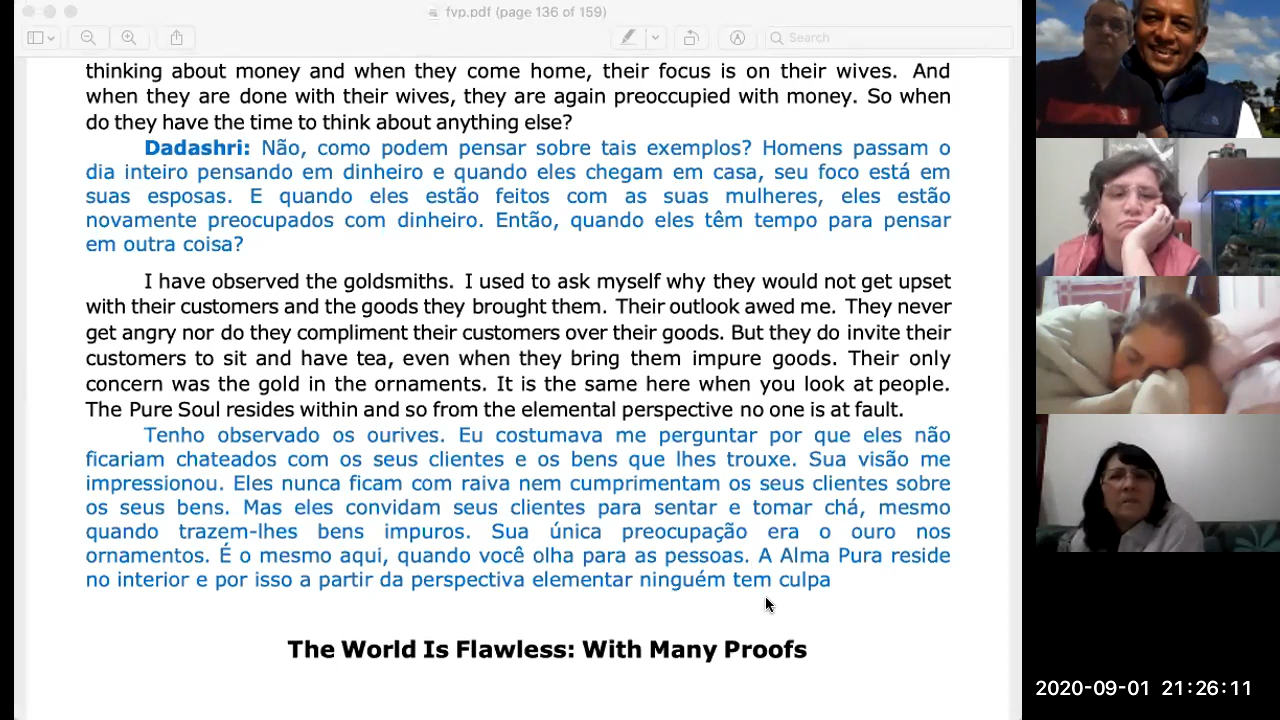 fvp.pdf (page 136 of 159)
Search
thinking about money and when they come home, their focus is on their wives. And
when they are done with their wives, they are again preoccupied with money. So when
do they have the time to think about anything else?
Dadashri: Não, como podem pensar sobre tais exemplos? Homens passam o
dia inteiro pensando em dinheiro e quando eles chegam em casa, seu foco está em
suas esposas. E quando eles estão feitos com as suas mulheres, eles estão
novamente preocupados com dinheiro. Então, quando eles têm tempo para pensar
em outra coisa?
I have observed the goldsmiths. I used to ask myself why they would not get upset
with their customers and the goods they brought them. Their outlook awed me. They never
get angry nor do they compliment their customers over their goods. But they do invite their
customers to sit and have tea, even when they bring them impure goods. Their only
concern was the gold in the ornaments. It is the same here when you look at people.
The Pure Soul resides within and so from the elemental perspective no one is at fault.
Tenho observado os ourives. Eu costumava me perguntar por que eles não
ficariam chateados com os seus clientes e os bens que lhes trouxe. Sua visão me
impressionou. Eles nunca ficam com raiva nem cumprimentam os seus clientes sobre
os seus bens. Mas eles convidam seus clientes para sentar e tomar chá, mesmo
quando trazem-lhes bens impuros. Sua única preocupação era o ouro nos
ornamentos. É o mesmo aqui, quando você olha para as pessoas. A Alma Pura reside
no interior e por isso a partir da perspectiva elementar ninguém tem culpa
The World Is Flawless: With Many Proofs
2020-09-01 21:26:11